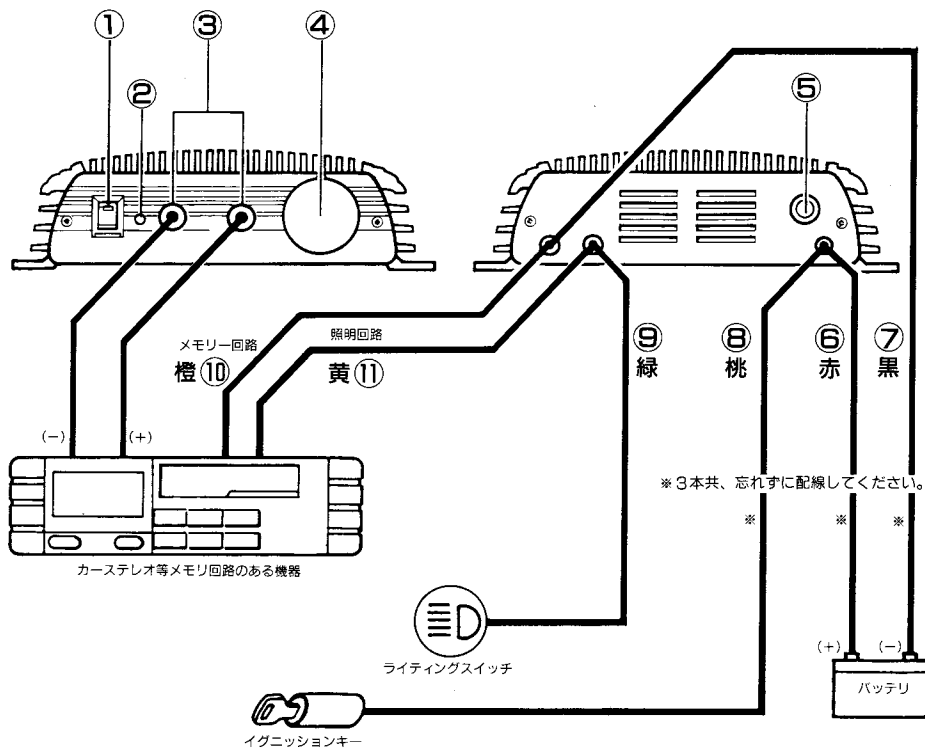 ①
②
③
④
⑤
メモリー回路
橙⑩
照明回路
黄⑪
⑨
緑
⑧
桃
⑥
赤
⑦
黒
(−)
(+)
※3本共、忘れずに配線してください。
※
※
※
カーステレオ等メモリ回路のある機器
ライティングスイッチ
(+)
(−)
バッテリ
イグニッションキー